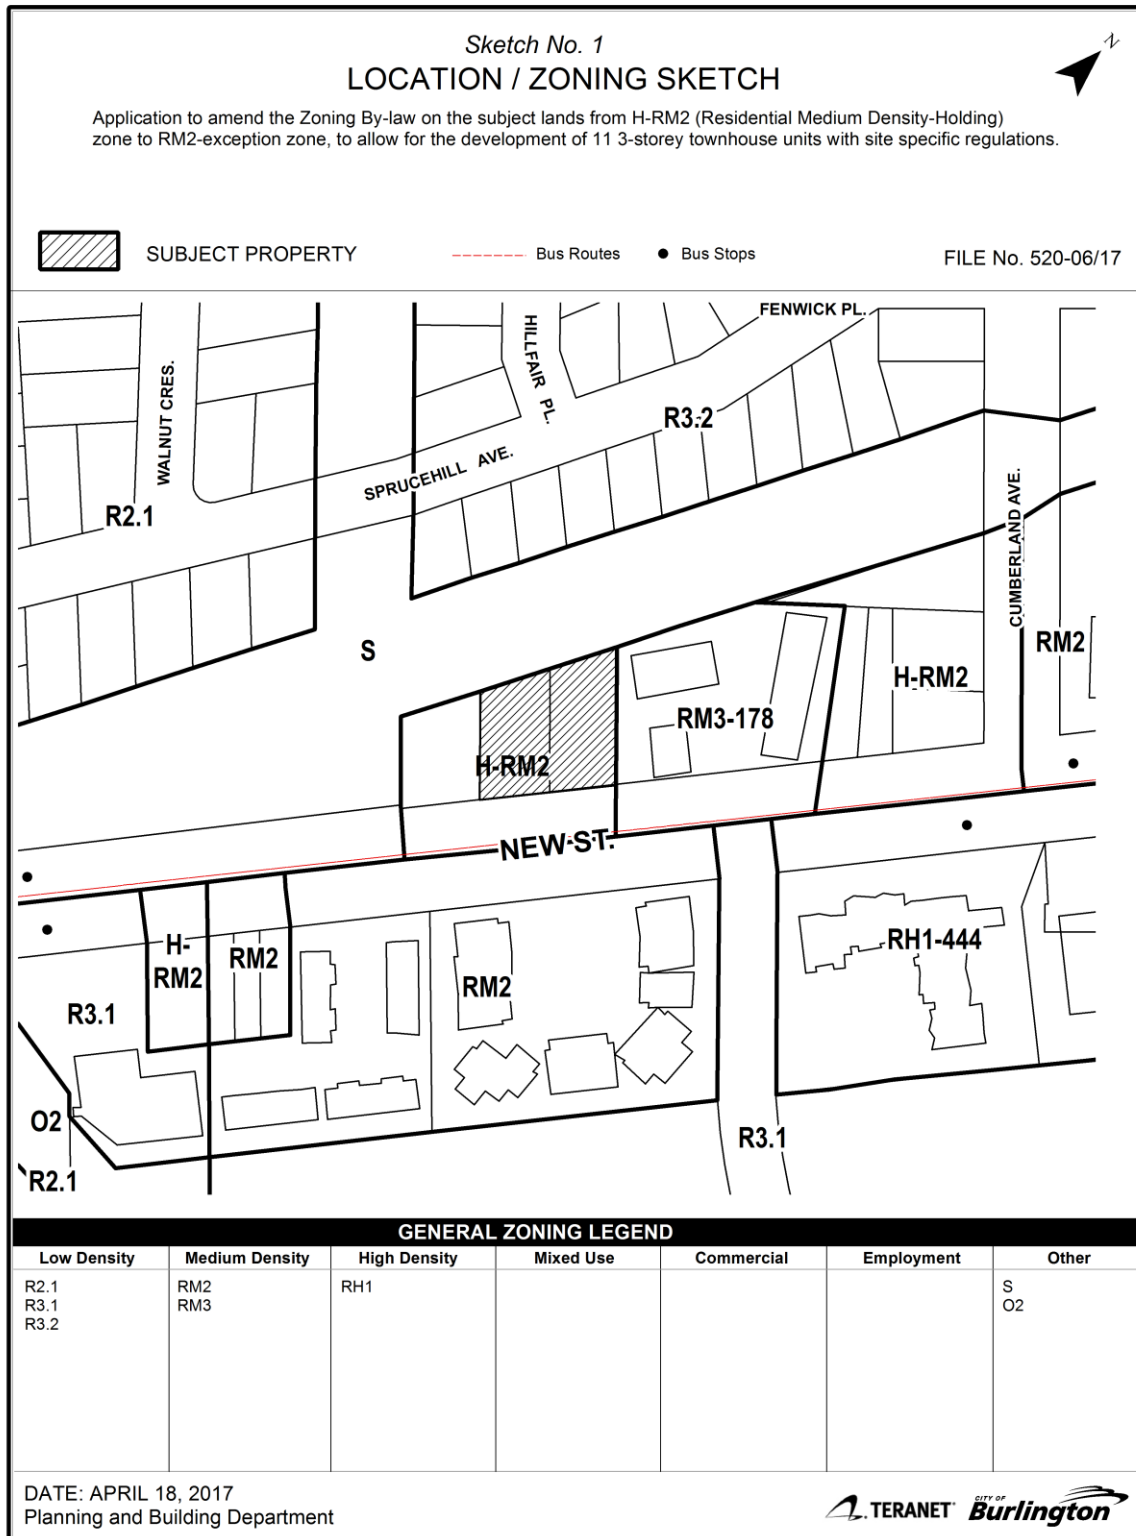 Sketch No. 1
LOCATION / ZONING SKETCH
N
Application to amend the Zoning By-law on the subject lands from H-RM2 (Residential Medium Density-Holding)
zone to RM2-exception zone, to allow for the development of 11 3-storey townhouse units with site specific regulations.
SUBJECT PROPERTY
Bus Routes
Bus Stops
FILE No. 520-06/17
FENWICK PL.
HILLFAIR PL.
WALNUT CRES.
R3.2
SPRUCEHILL AVE.
R2.1
CUMBERLAND AVE.
S
RM2
H-RM2
RM3-178
H-RM2
NEW ST.
H-
RM2
RM2
RH1-444
RM2
R3.1
O2
R3.1
R2.1
GENERAL ZONING LEGEND
Low Density Medium Density High Density Mixed Use Commercial Employment Other
R2.1 RM2 RH1 S
R3.1 RM3 O2
R3.2
DATE: APRIL 18, 2017
Planning and Building Department
TERANET
CITY OF
Burlington